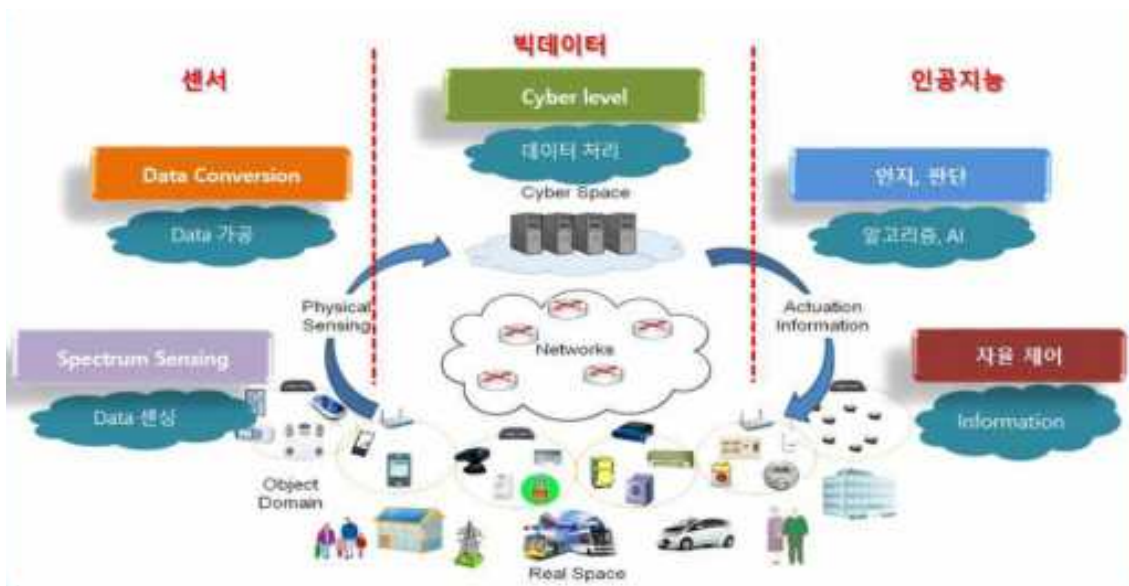 센서
빅데이터
인공지능
Cyber level
데이터 처리
Cyber Space
Data Conversion
Data 가공
인지, 판단
알고리즘, AI
Physical
Sensing
Actuation
Information
Networks
Spectrum Sensing
Data 센싱
자율 제어
Information
Object
Domain
Real Space